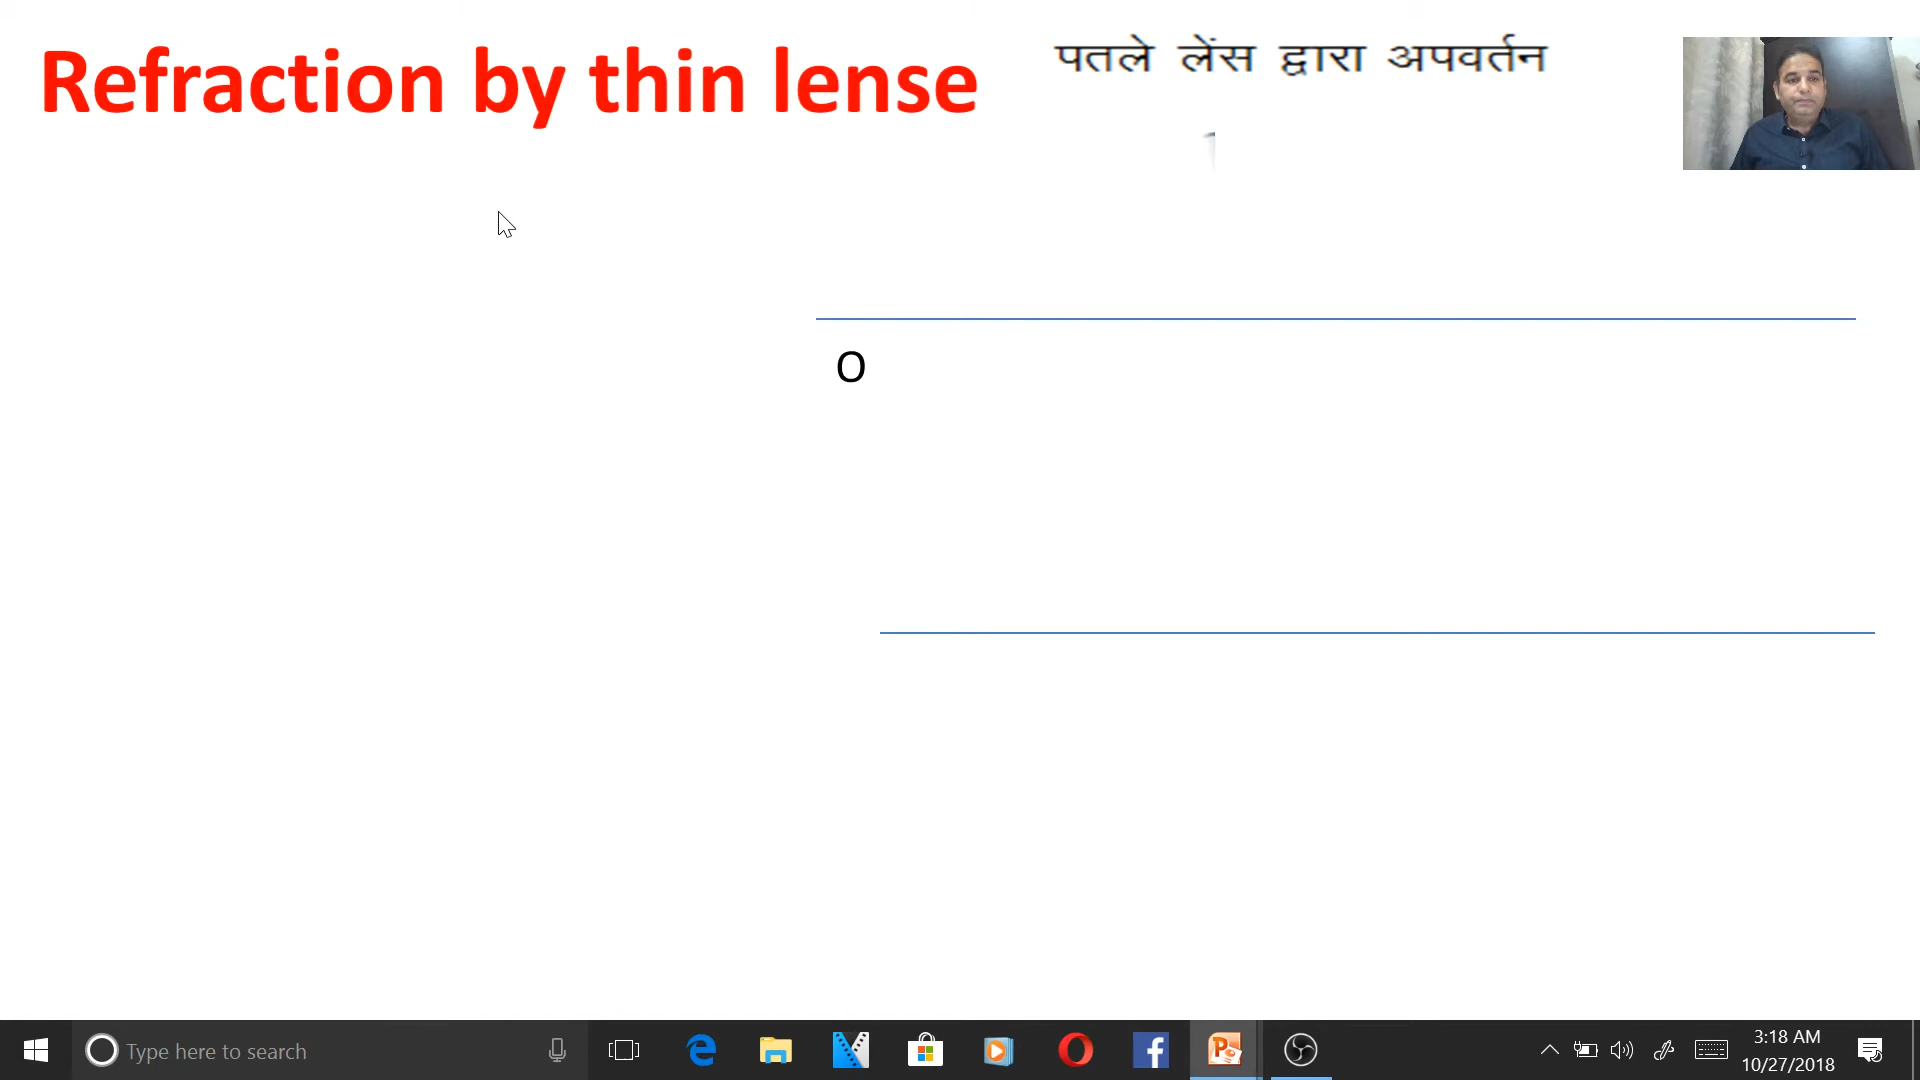 Refraction by thin lense
पतले लेंस द्वारा अपवर्तन
O
Type here to search
3:18 AM
10/27/2018